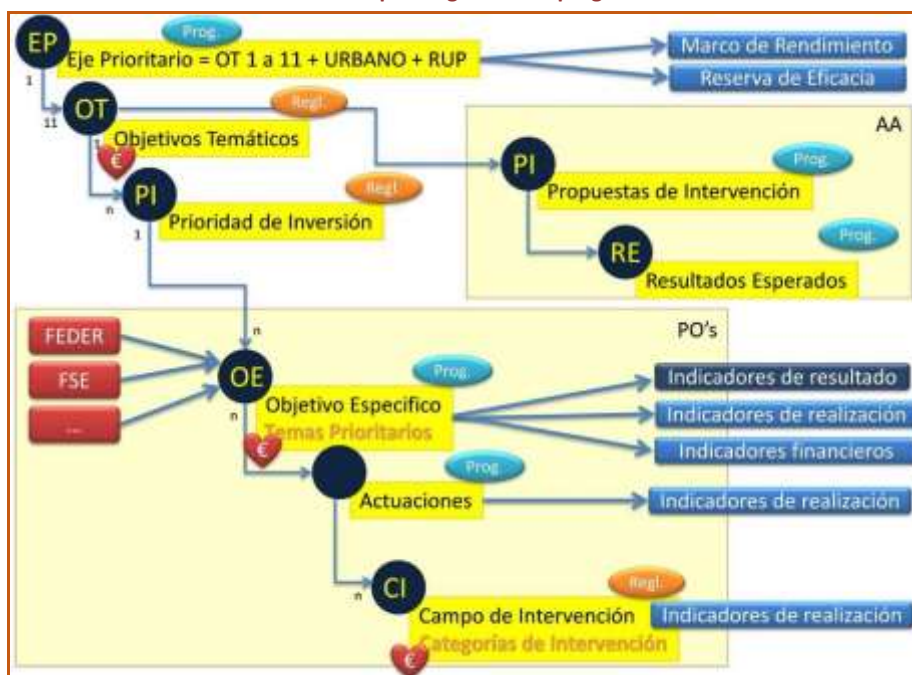 EP
Prog.
Eje Prioritario = OT 1 a 11 + URBANO + RUP
Marco de Rendimiento
Reserva de Eficacia
1
11
OT
Regl.
Objetivos Temáticos
1
€
n
PI
Regl.
Prioridad de Inversión
1
AA
PI
Prog.
Propuestas de Intervención
RE
Prog.
Resultados Esperados
PO's
n
FEDER
FSE
....
OE
Prog.
Objetivo Especifico
Temas Prioritarios
n
€
Indicadores de resultado
Indicadores de realización
Indicadores financieros
Prog.
Actuaciones
Indicadores de realización
n
CI
Regl.
Campo de Intervención
Categorías de Intervención
Indicadores de realización
€